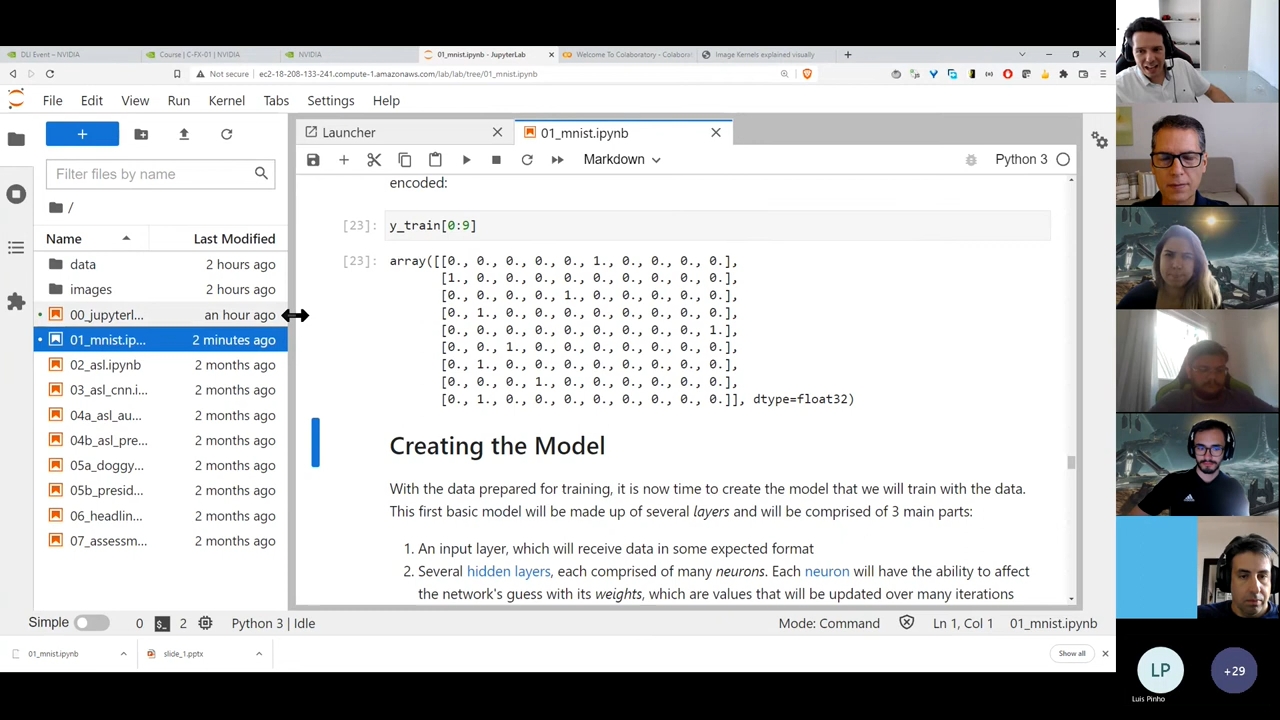 DLI Event – NVIDIA
Course | C-FX-01 | NVIDIA
NVIDIA
01_mnist.ipynb - JupyterLab
Welcome To Colaboratory - Colabora
Image Kernels explained visually
Not secure
ec2-18-208-133-241.compute-1.amazonaws.com/lab/lab/tree/01_mnist.ipynb
File Edit View Run Kernel Tabs Settings Help
Launcher
01_mnist.ipynb
Markdown
Python 3
Filter files by name
/
Name
Last Modified
data 2 hours ago
images 2 hours ago
00_jupyterl... an hour ago
01_mnist.ip... 2 minutes ago
02_asl.ipynb 2 months ago
03_asl_cnn.i... 2 months ago
04a_asl_au... 2 months ago
04b_asl_pre... 2 months ago
05a_doggy... 2 months ago
05b_presid... 2 months ago
06_headlin... 2 months ago
07_assessm... 2 months ago
encoded:
[23]: y_train[0:9]
[23]: array([[0., 0., 0., 0., 0., 1., 0., 0., 0., 0.],
[1., 0., 0., 0., 0., 0., 0., 0., 0., 0.],
[0., 0., 0., 0., 1., 0., 0., 0., 0., 0.],
[0., 1., 0., 0., 0., 0., 0., 0., 0., 0.],
[0., 0., 0., 0., 0., 0., 0., 0., 0., 1.],
[0., 0., 1., 0., 0., 0., 0., 0., 0., 0.],
[0., 1., 0., 0., 0., 0., 0., 0., 0., 0.],
[0., 0., 0., 1., 0., 0., 0., 0., 0., 0.],
[0., 1., 0., 0., 0., 0., 0., 0., 0., 0.]], dtype=float32)
Creating the Model
With the data prepared for training, it is now time to create the model that we will train with the data.
This first basic model will be made up of several layers and will be comprised of 3 main parts:
1. An input layer, which will receive data in some expected format
2. Several hidden layers, each comprised of many neurons. Each neuron will have the ability to affect
the network's guess with its weights, which are values that will be updated over many iterations
Simple
0
2
Python 3 | Idle
Mode: Command
Ln 1, Col 1
01_mnist.ipynb
01_mnist.ipynb
slide_1.pptx
Show all
LP
+29
Luis Pinho